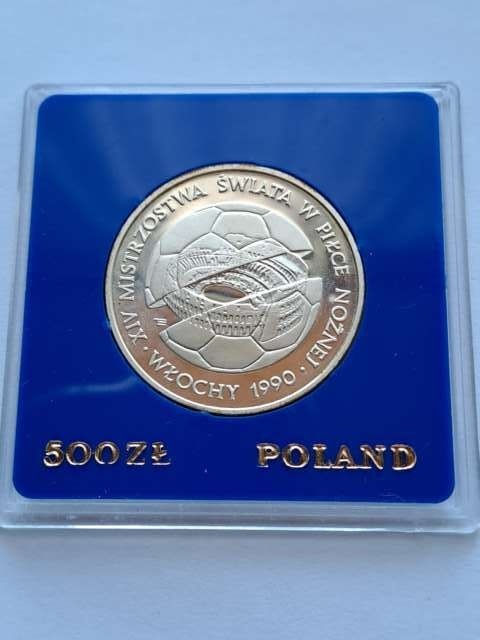 XIV MISTRZOSTWA ŚWIATA W PIŁCE NOŻNEJ
· WŁOCHY 1990 ·
500 ZŁ POLAND